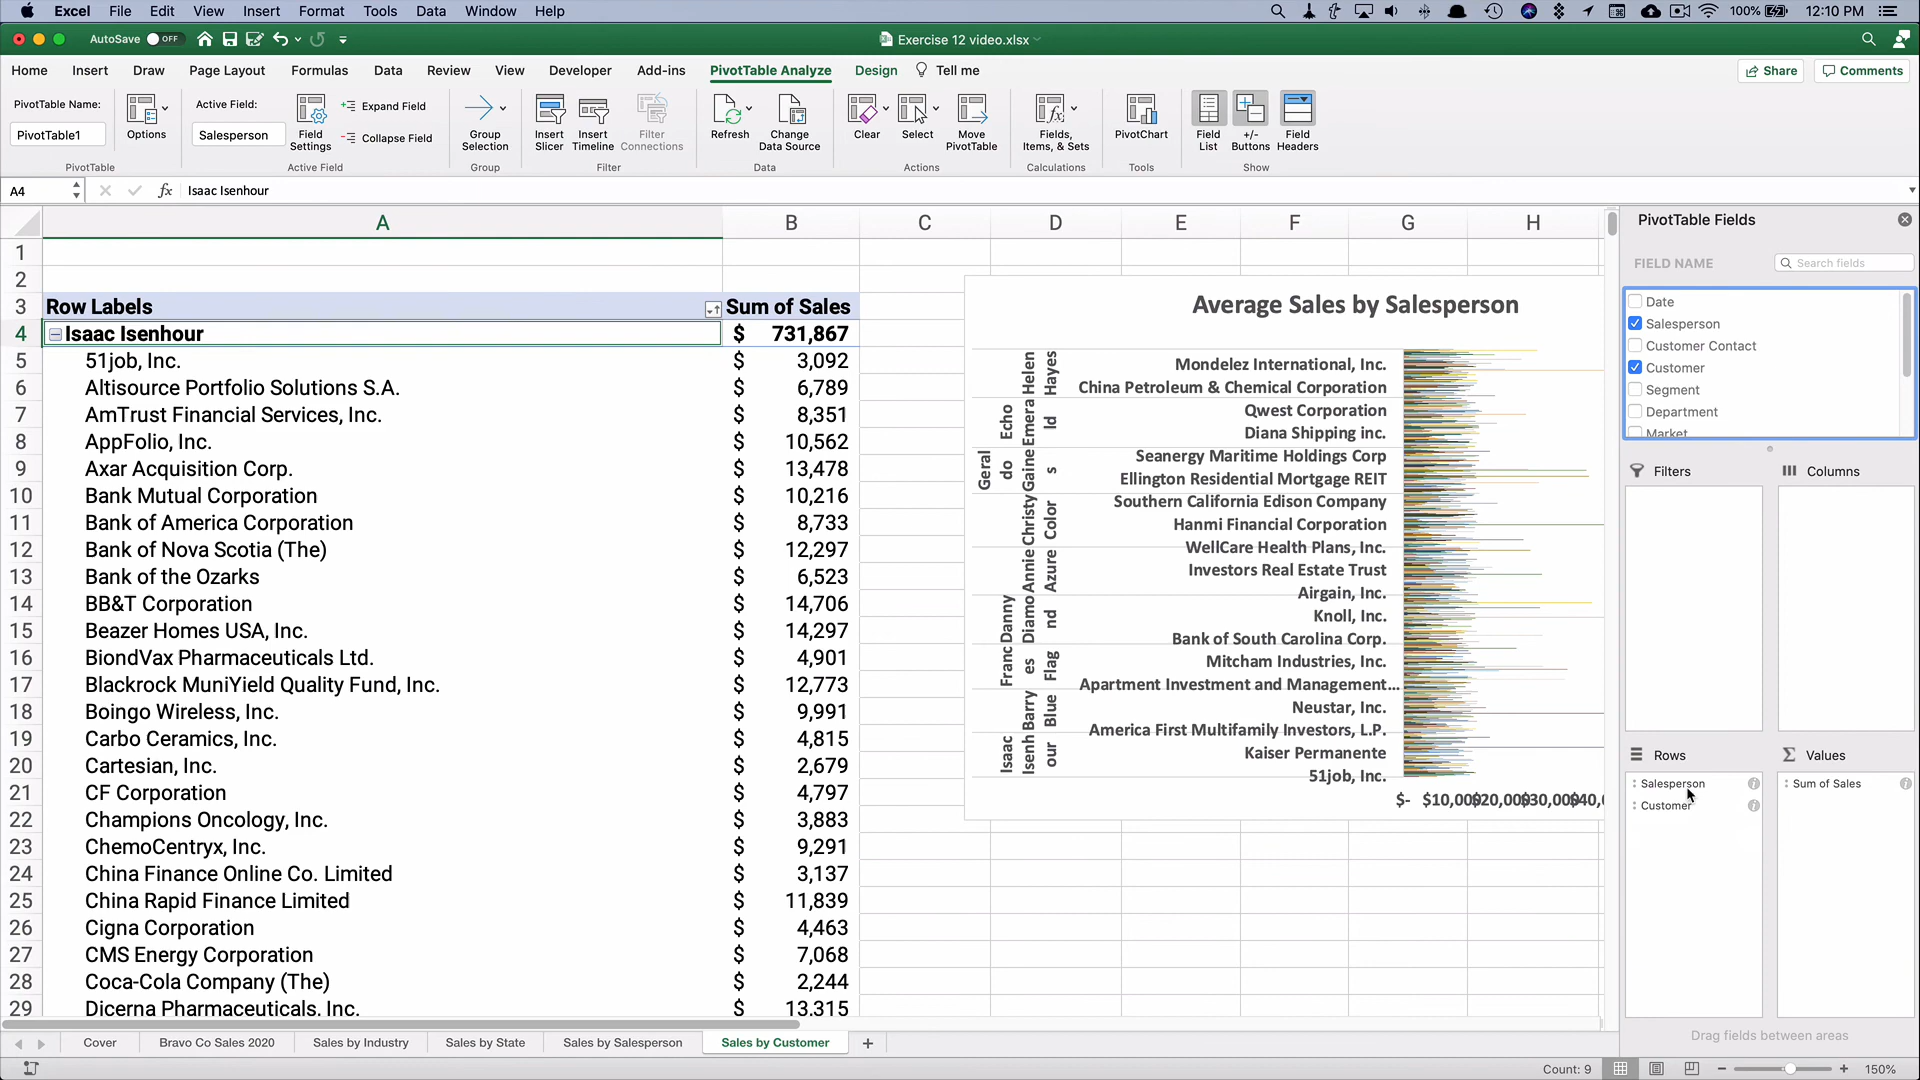 Excel File Edit View Insert Format Tools Data Window Help 100% 12:10 PM
AutoSave OFF Exercise 12 video.xlsx
Home Insert Draw Page Layout Formulas Data Review View Developer Add-ins PivotTable Analyze Design Tell me Share Comments
PivotTable Name:
PivotTable1
Options
PivotTable
Active Field:
Salesperson
Field Settings
Expand Field
Collapse Field
Active Field
Group Selection
Group
Insert Slicer
Insert Timeline
Filter Connections
Filter
Refresh
Change Data Source
Data
Clear
Select
Move PivotTable
Actions
Fields, Items, & Sets
Calculations
PivotChart
Tools
Field List
+/- Buttons
Field Headers
Show
A4 fx Isaac Isenhour
A B C D E F G H
1
2
3 Row Labels Sum of Sales
4 Isaac Isenhour $ 731,867
5 51job, Inc. $ 3,092
6 Altisource Portfolio Solutions S.A. $ 6,789
7 AmTrust Financial Services, Inc. $ 8,351
8 AppFolio, Inc. $ 10,562
9 Axar Acquisition Corp. $ 13,478
10 Bank Mutual Corporation $ 10,216
11 Bank of America Corporation $ 8,733
12 Bank of Nova Scotia (The) $ 12,297
13 Bank of the Ozarks $ 6,523
14 BB&T Corporation $ 14,706
15 Beazer Homes USA, Inc. $ 14,297
16 BiondVax Pharmaceuticals Ltd. $ 4,901
17 Blackrock MuniYield Quality Fund, Inc. $ 12,773
18 Boingo Wireless, Inc. $ 9,991
19 Carbo Ceramics, Inc. $ 4,815
20 Cartesian, Inc. $ 2,679
21 CF Corporation $ 4,797
22 Champions Oncology, Inc. $ 3,883
23 ChemoCentryx, Inc. $ 9,291
24 China Finance Online Co. Limited $ 3,137
25 China Rapid Finance Limited $ 11,839
26 Cigna Corporation $ 4,463
27 CMS Energy Corporation $ 7,068
28 Coca-Cola Company (The) $ 2,244
29 Dicerna Pharmaceuticals, Inc. $ 13,315
Average Sales by Salesperson
Helen Hayes
Echo Emerald
Geraldo Gaines
Christy Color
Annie Azure
Danny Diamond
Frances Flag
Barry Blue
Isaac Isenhour
Mondelez International, Inc.
China Petroleum & Chemical Corporation
Qwest Corporation
Diana Shipping inc.
Seanergy Maritime Holdings Corp
Ellington Residential Mortgage REIT
Southern California Edison Company
Hanmi Financial Corporation
WellCare Health Plans, Inc.
Investors Real Estate Trust
Airgain, Inc.
Knoll, Inc.
Bank of South Carolina Corp.
Mitcham Industries, Inc.
Apartment Investment and Management...
Neustar, Inc.
America First Multifamily Investors, L.P.
Kaiser Permanente
51job, Inc.
$- $10,000 $20,000 $30,000 $40,0
PivotTable Fields
FIELD NAME Search fields
Date
Salesperson
Customer Contact
Customer
Segment
Department
Market
Filters Columns
Rows Values
Salesperson Sum of Sales
Customer
Drag fields between areas
Cover Bravo Co Sales 2020 Sales by Industry Sales by State Sales by Salesperson Sales by Customer +
Count: 9 150%